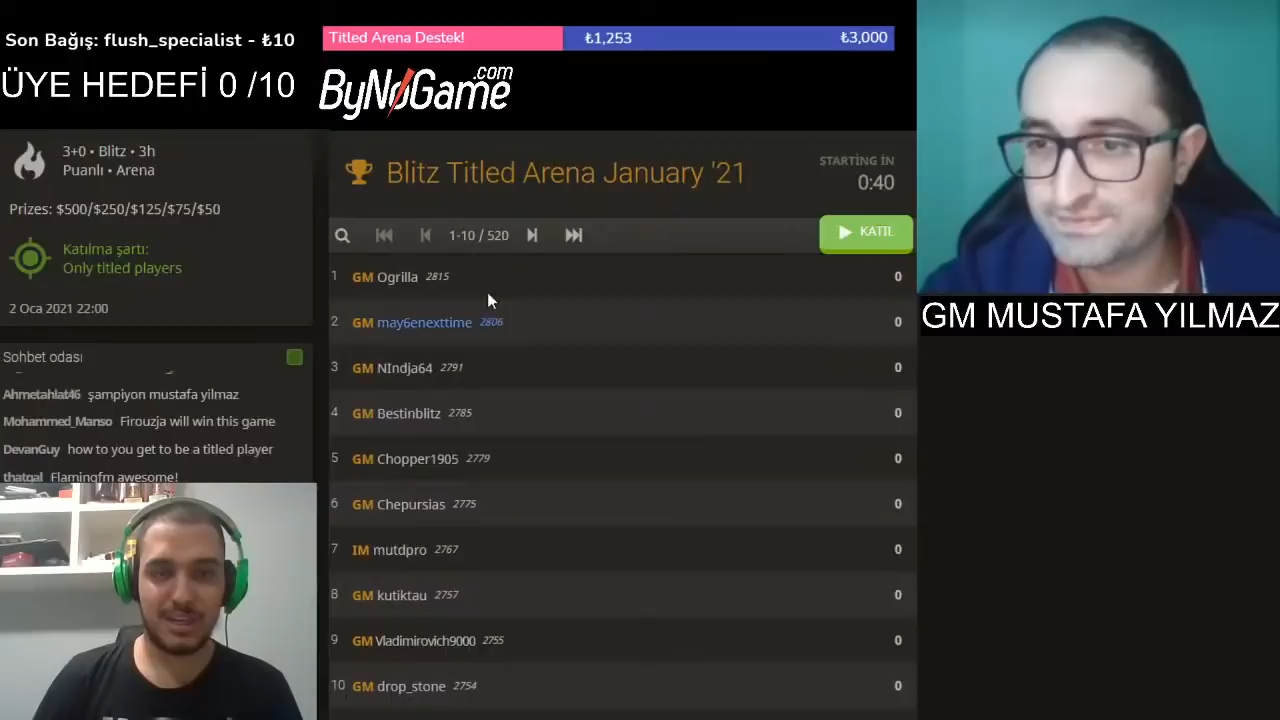 Son Bağış: flush_specialist - ₺10
ÜYE HEDEFİ 0 /10
Titled Arena Destek!
₺1,253
₺3,000
ByNoGame.com
3+0 • Blitz • 3h
Puanlı • Arena
Prizes: $500/$250/$125/$75/$50
Katılma şartı:
Only titled players
2 Oca 2021 22:00
Sohbet odası
Ahmetahlat46 şampiyon mustafa yilmaz
Mohammed_Manso Firouzja will win this game
DevanGuy how to you get to be a titled player
thatgal Flamingfm awesome!
Blitz Titled Arena January '21
STARTING IN
0:40
1-10 / 520
KATIL
1 GM Ogrilla 2815 0
2 GM may6enexttime 2806 0
3 GM NIndja64 2791 0
4 GM Bestinblitz 2785 0
5 GM Chopper1905 2779 0
6 GM Chepursias 2775 0
7 IM mutdpro 2767 0
8 GM kutiktau 2757 0
9 GM Vladimirovich9000 2755 0
10 GM drop_stone 2754 0
GM MUSTAFA YILMAZ